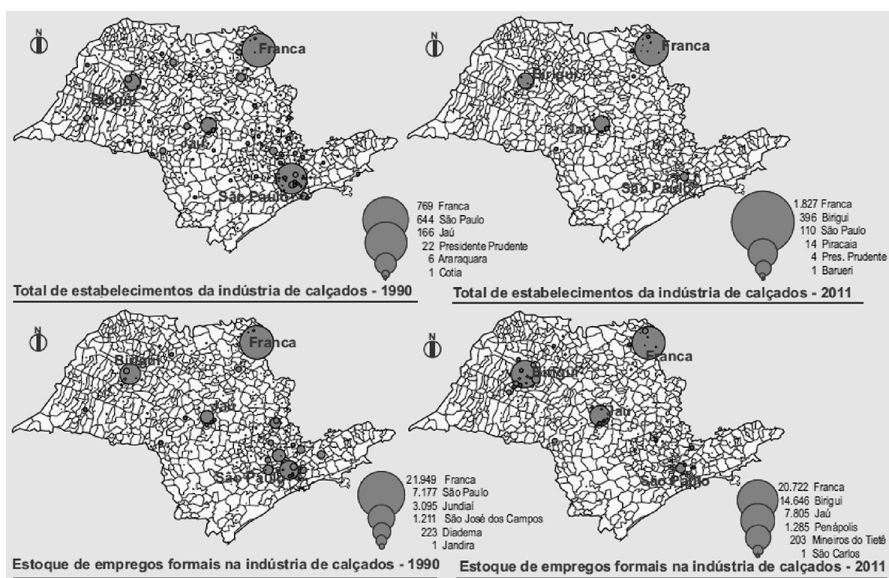 N
Franca
Birigui
Jaú
São Paulo
769 Franca
644 São Paulo
166 Jaú
22 Presidente Prudente
6 Araraquara
1 Cotia
Total de estabelecimentos da indústria de calçados - 1990
N
Franca
Birigui
Jaú
São Paulo
1.827 Franca
396 Birigui
110 São Paulo
14 Piracaia
4 Pres. Prudente
1 Barueri
Total de estabelecimentos da indústria de calçados - 2011
N
Franca
Birigui
Jaú
São Paulo
21.949 Franca
7.177 São Paulo
3.095 Jundiaí
1.211 São José dos Campos
223 Diadema
1 Jandira
Estoque de empregos formais na indústria de calçados - 1990
N
Franca
Birigui
Jaú
São Paulo
20.722 Franca
14.646 Birigui
7.805 Jaú
1.285 Penápolis
203 Mineiros do Tietê
1 São Carlos
Estoque de empregos formais na indústria de calçados - 2011